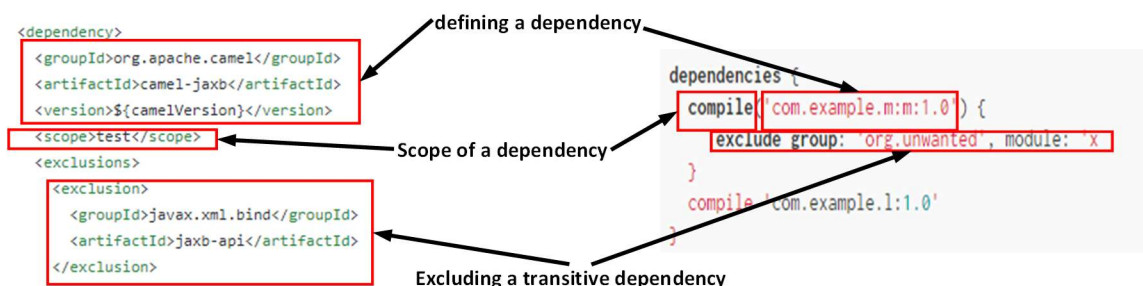 defining a dependency
<dependency>
<groupId>org.apache.camel</groupId>
<artifactId>camel-jaxb</artifactId>
<version>${camelVersion}</version>
<scope>test</scope>
<exclusions>
<exclusion>
<groupId>javax.xml.bind</groupId>
<artifactId>jaxb-api</artifactId>
</exclusion>
Scope of a dependency
dependencies {
compile('com.example.m:m:1.0') {
exclude group: 'org.unwanted', module: 'x
}
compile 'com.example.l:1.0'
}
Excluding a transitive dependency